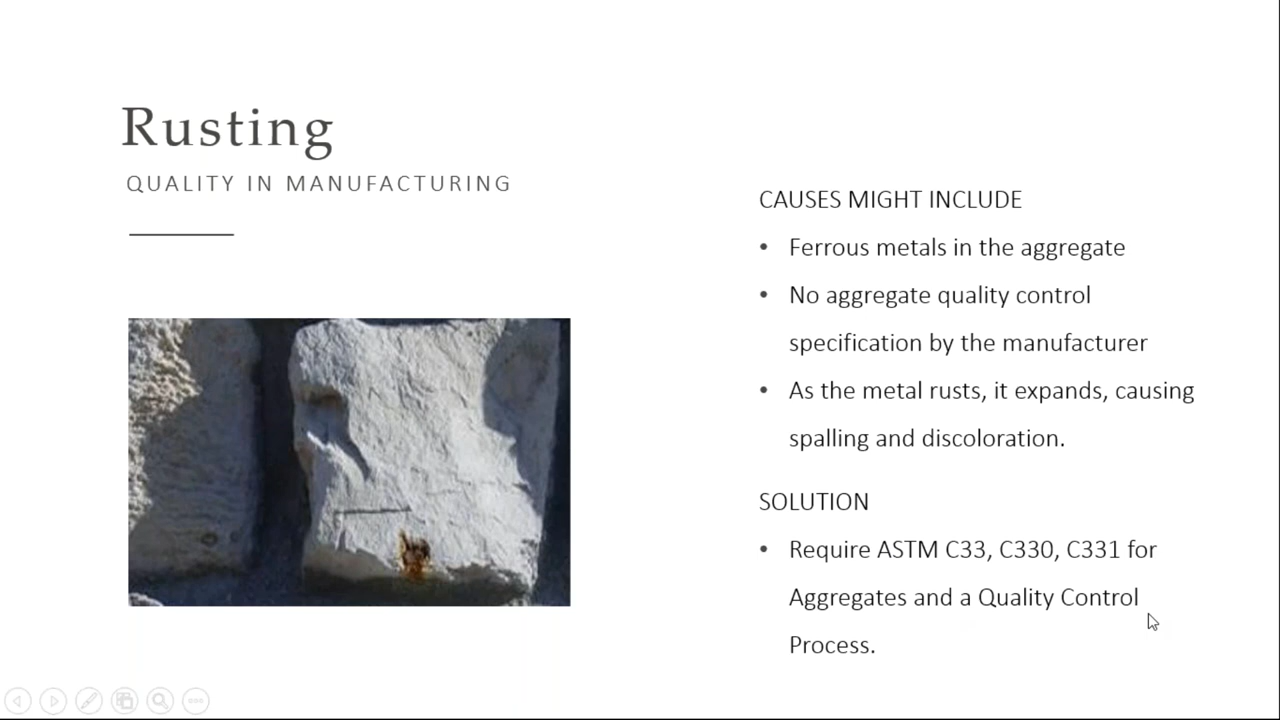 Rusting
QUALITY IN MANUFACTURING
CAUSES MIGHT INCLUDE
• Ferrous metals in the aggregate
• No aggregate quality control
specification by the manufacturer
• As the metal rusts, it expands, causing
spalling and discoloration.
SOLUTION
• Require ASTM C33, C330, C331 for
Aggregates and a Quality Control
Process.